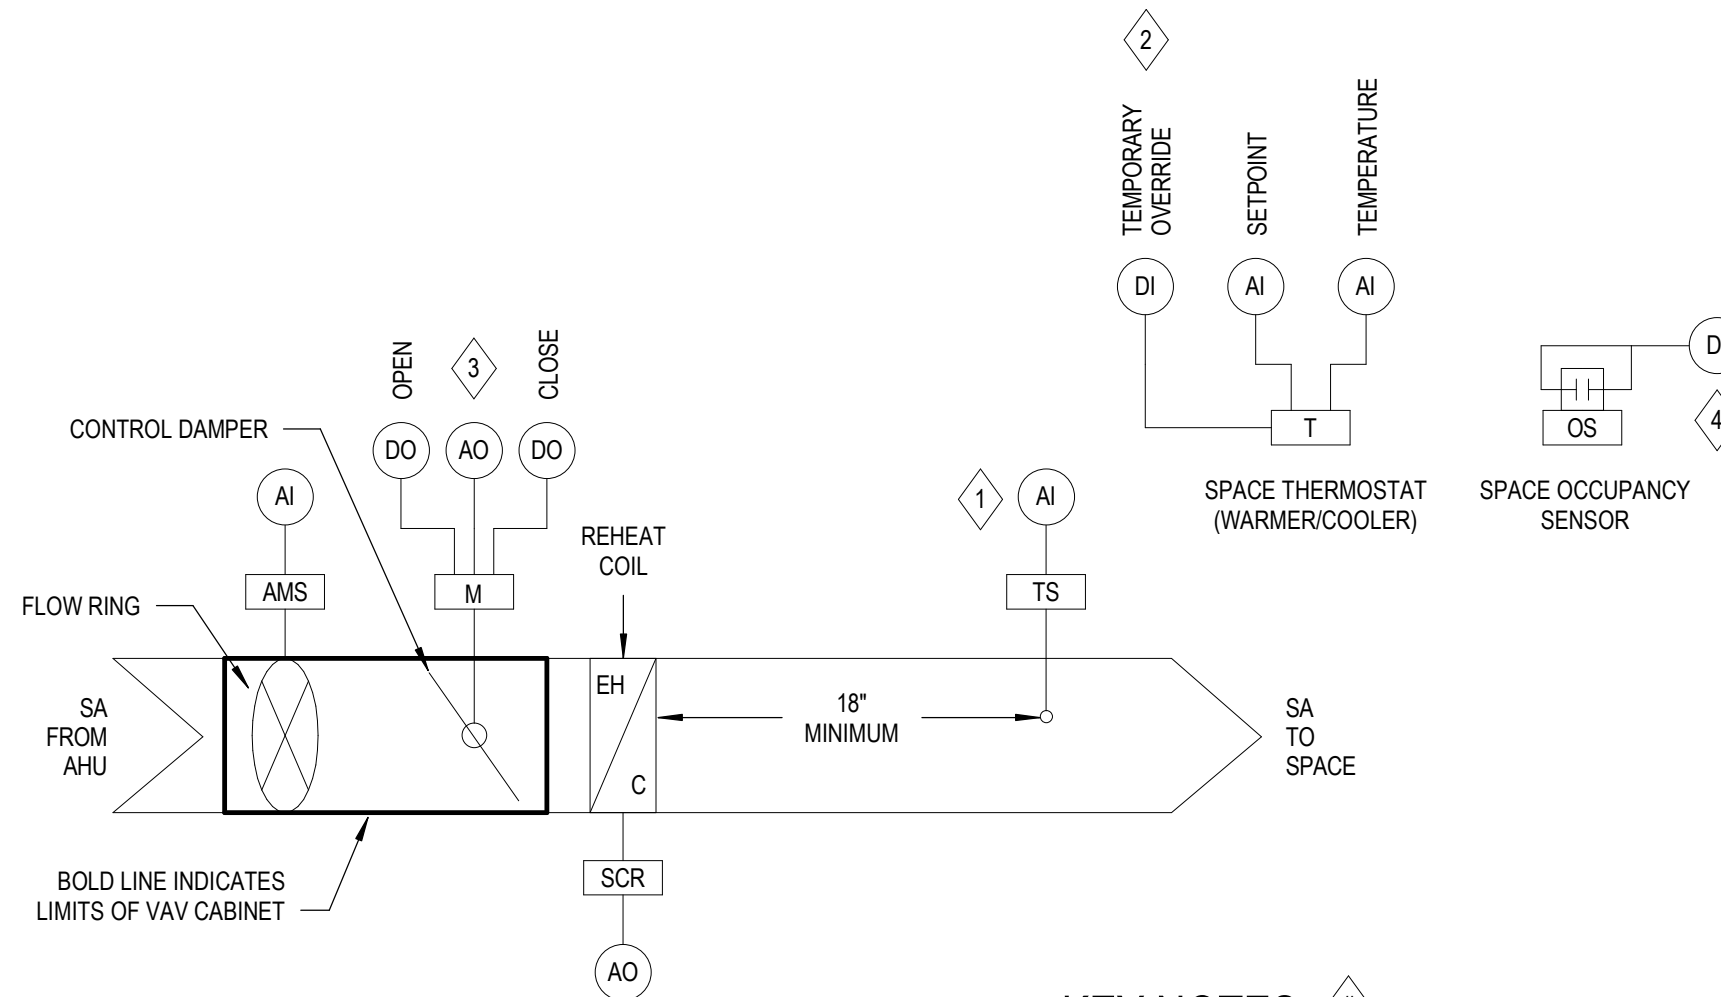 2
TEMPORARY
OVERRIDE
SETPOINT
TEMPERATURE
DI
AI
AI
T
SPACE THERMOSTAT
(WARMER/COOLER)
OS
4
SPACE OCCUPANCY
SENSOR
OPEN
3
CLOSE
CONTROL DAMPER
DO
AO
DO
AI
REHEAT
COIL
1
AI
AMS
M
TS
FLOW RING
SA
FROM
AHU
EH
C
18"
MINIMUM
SA
TO
SPACE
BOLD LINE INDICATES
LIMITS OF VAV CABINET
SCR
AO